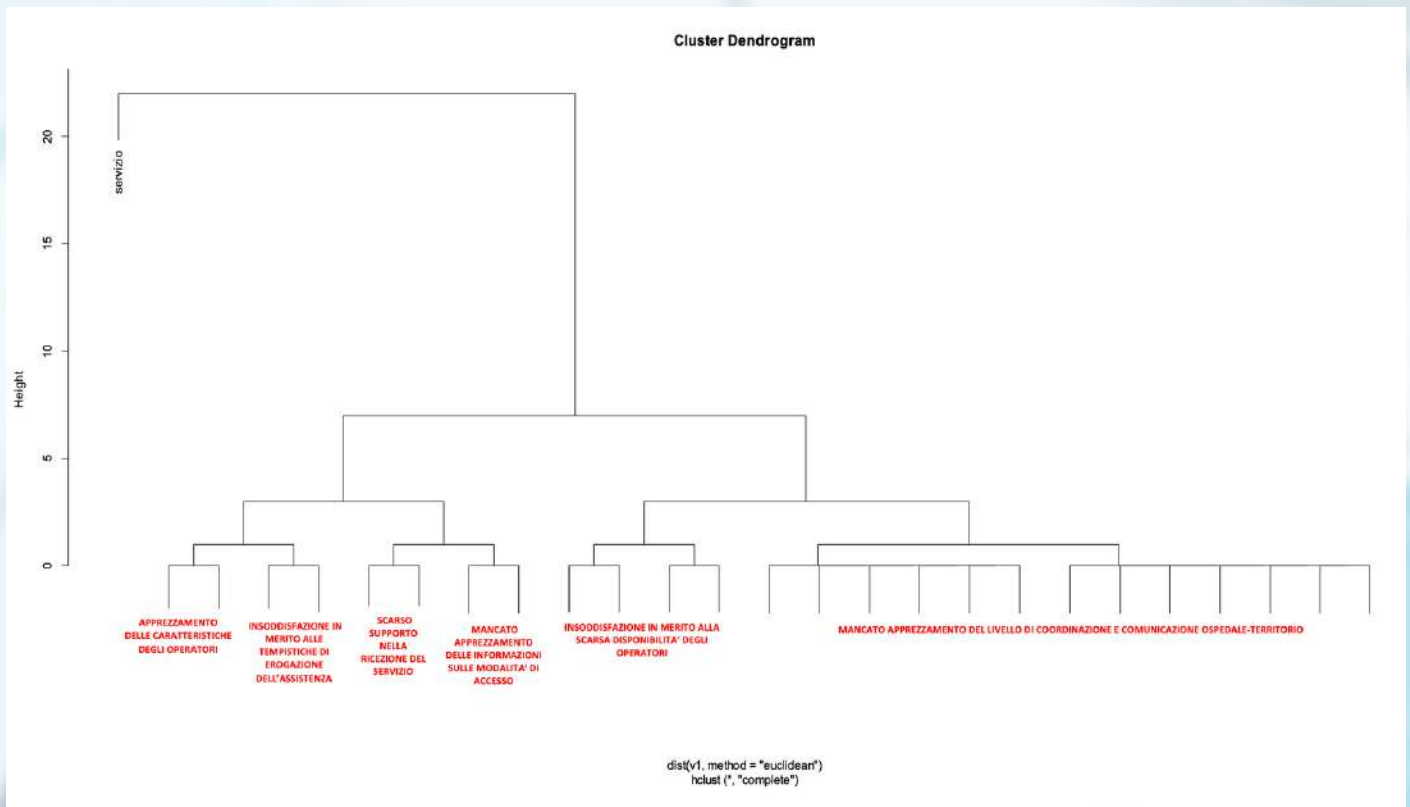 Cluster Dendrogram
20
15
10
5
0
Height
servizio
APPREZZAMENTO
DELLE CARATTERISTICHE
DEGLI OPERATORI
INSODDISFAZIONE IN
MERITO ALLE
TEMPISTICHE DI
EROGAZIONE
DELL'ASSISTENZA
SCARSO
SUPPORTO
NELLA
RICEZIONE DEL
SERVIZIO
MANCATO
APPREZZAMENTO
DELLE INFORMAZIONI
SULLE MODALITA' DI
ACCESSO
INSODDISFAZIONE IN MERITO ALLA
SCARSA DISPONIBILITA' DEGLI
OPERATORI
MANCATO APPREZZAMENTO DEL LIVELLO DI COORDINAZIONE E COMUNICAZIONE OSPEDALE-TERRITORIO
dist(v1, method = "euclidean")
hclust (*, "complete")